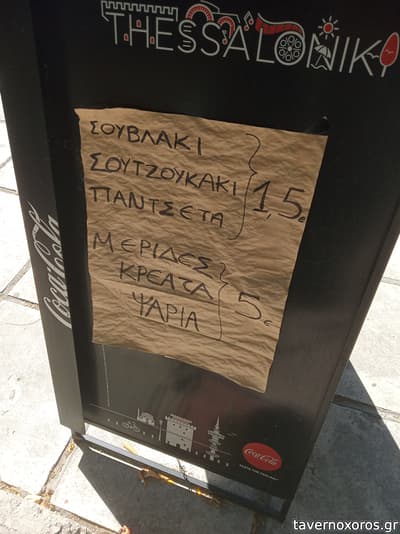 THESSALONIKI
ΣΟΥΒΛΑΚΙ
ΣΟΥΤΖΟΥΚΑΚΙ
ΠΑΝΤΣΕΤΑ
1,5€
ΜΕΡΙΔΕΣ
ΚΡΕΑΤΑ
ΨΑΡΙΑ
5€
Coca-Cola
Coca-Cola
tavernoxoros.gr